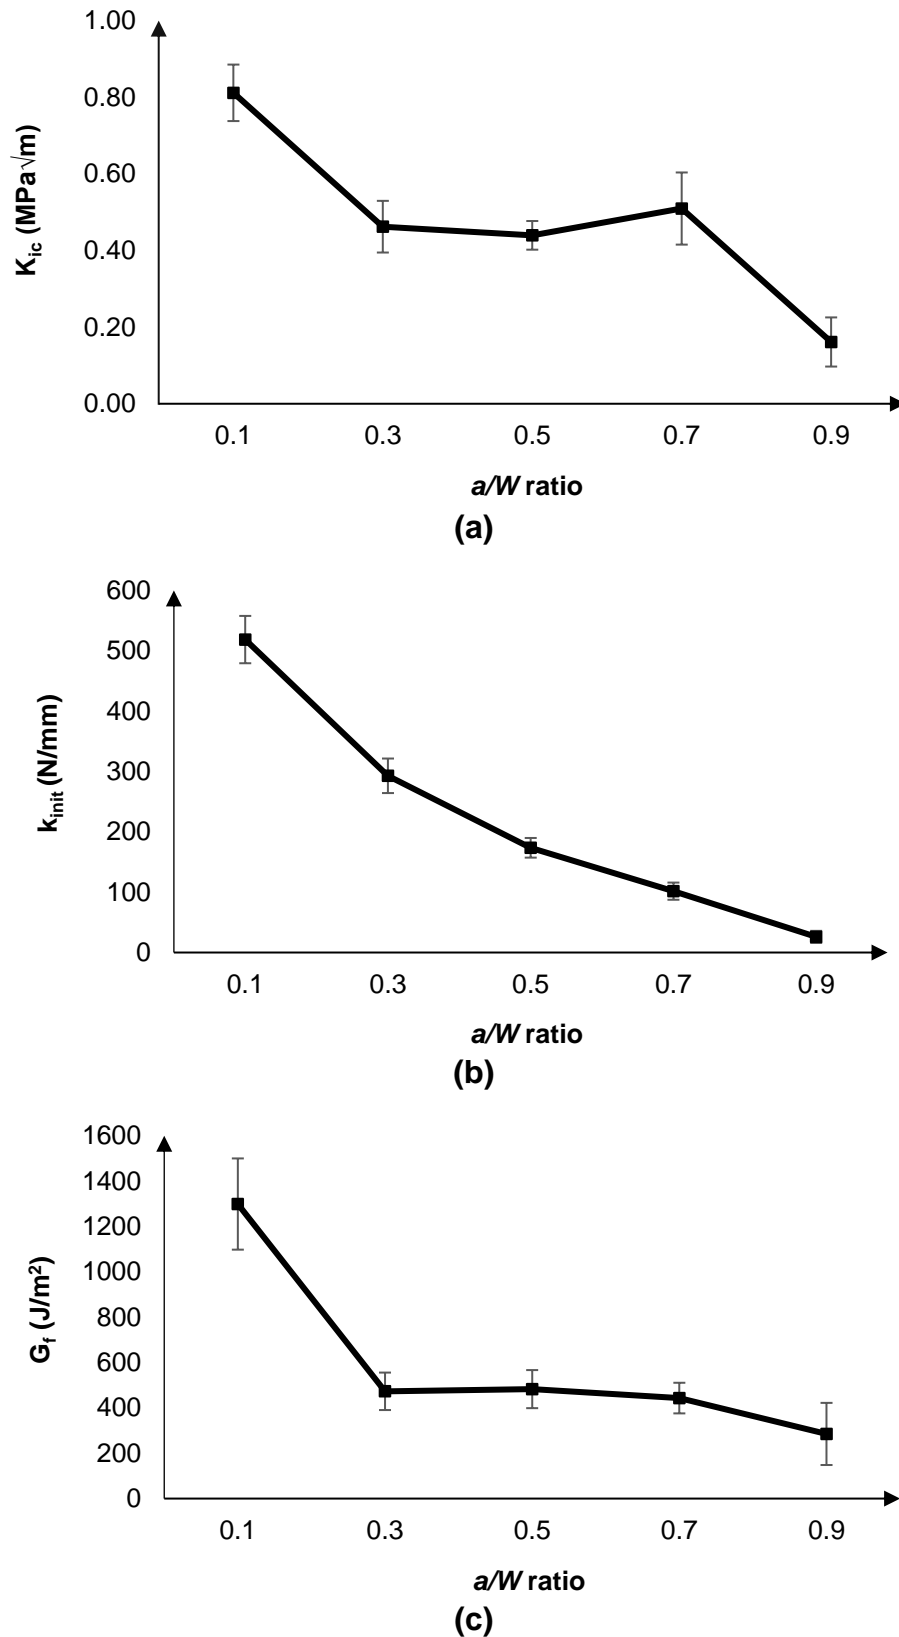 1.00
0.80
0.60
0.40
0.20
0.00
K_ic (MPa√m)
0.1 0.3 0.5 0.7 0.9
a/W ratio
(a)
600
500
400
300
200
100
0
k_init (N/mm)
0.1 0.3 0.5 0.7 0.9
a/W ratio
(b)
1600
1400
1200
1000
800
600
400
200
0
G_f (J/m²)
0.1 0.3 0.5 0.7 0.9
a/W ratio
(c)